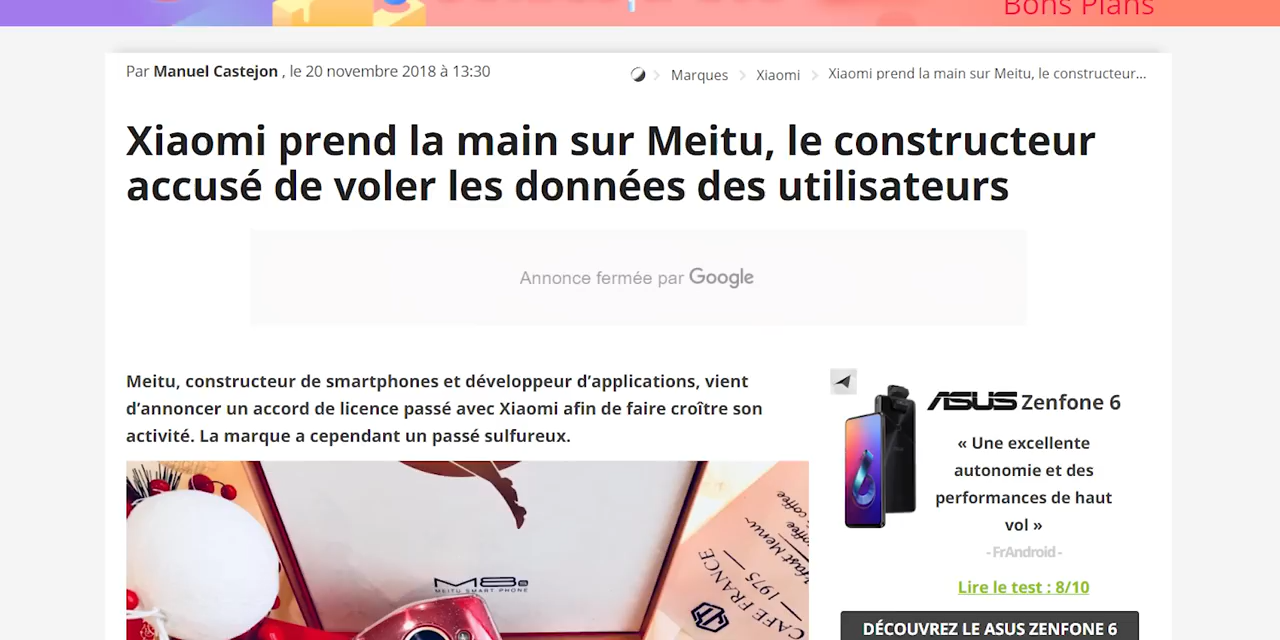 Bons Plans
Par Manuel Castejon , le 20 novembre 2018 à 13:30
Marques
Xiaomi
Xiaomi prend la main sur Meitu, le constructeur...
Xiaomi prend la main sur Meitu, le constructeur
accusé de voler les données des utilisateurs
Annonce fermée par Google
Meitu, constructeur de smartphones et développeur d’applications, vient
d’annoncer un accord de licence passé avec Xiaomi afin de faire croître son
activité. La marque a cependant un passé sulfureux.
M8s
MEITU SMART PHONE
coffee
coffee
fast Menu
1975
CAFE FRANCE
ASUS Zenfone 6
« Une excellente
autonomie et des
performances de haut
vol »
- FrAndroid -
Lire le test : 8/10
DÉCOUVREZ LE ASUS ZENFONE 6